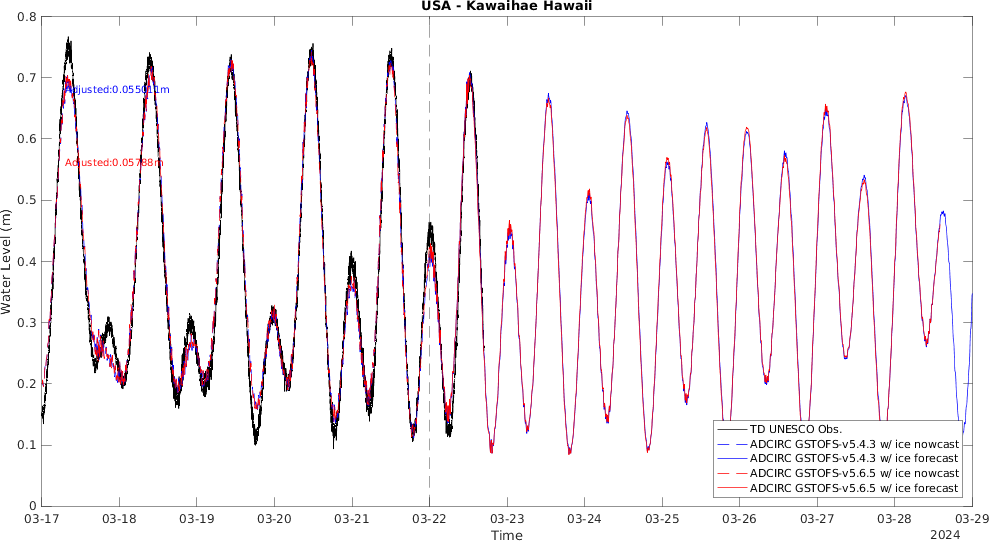 USA - Kawaihae Hawaii
0.8
0.7
0.6
0.5
0.4
0.3
0.2
0.1
0
Water Level (m)
Adjusted:0.055011m
Adjusted:0.05788m
TD UNESCO Obs.
ADCIRC GSTOFS-v5.4.3 w/ ice nowcast
ADCIRC GSTOFS-v5.4.3 w/ ice forecast
ADCIRC GSTOFS-v5.6.5 w/ ice nowcast
ADCIRC GSTOFS-v5.6.5 w/ ice forecast
03-17 03-18 03-19 03-20 03-21 03-22 03-23 03-24 03-25 03-26 03-27 03-28 03-29
Time
2024